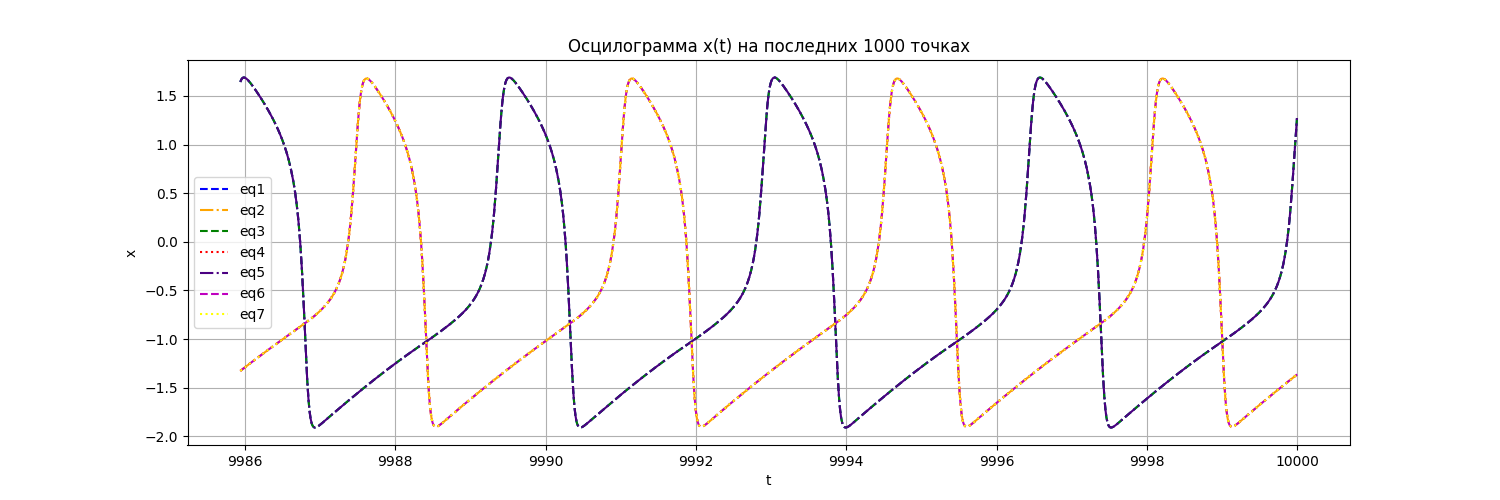 Осцилограмма x(t) на последних 1000 точках
x
1.5
1.0
0.5
0.0
−0.5
−1.0
−1.5
−2.0
eq1
eq2
eq3
eq4
eq5
eq6
eq7
9986 9988 9990 9992 9994 9996 9998 10000
t